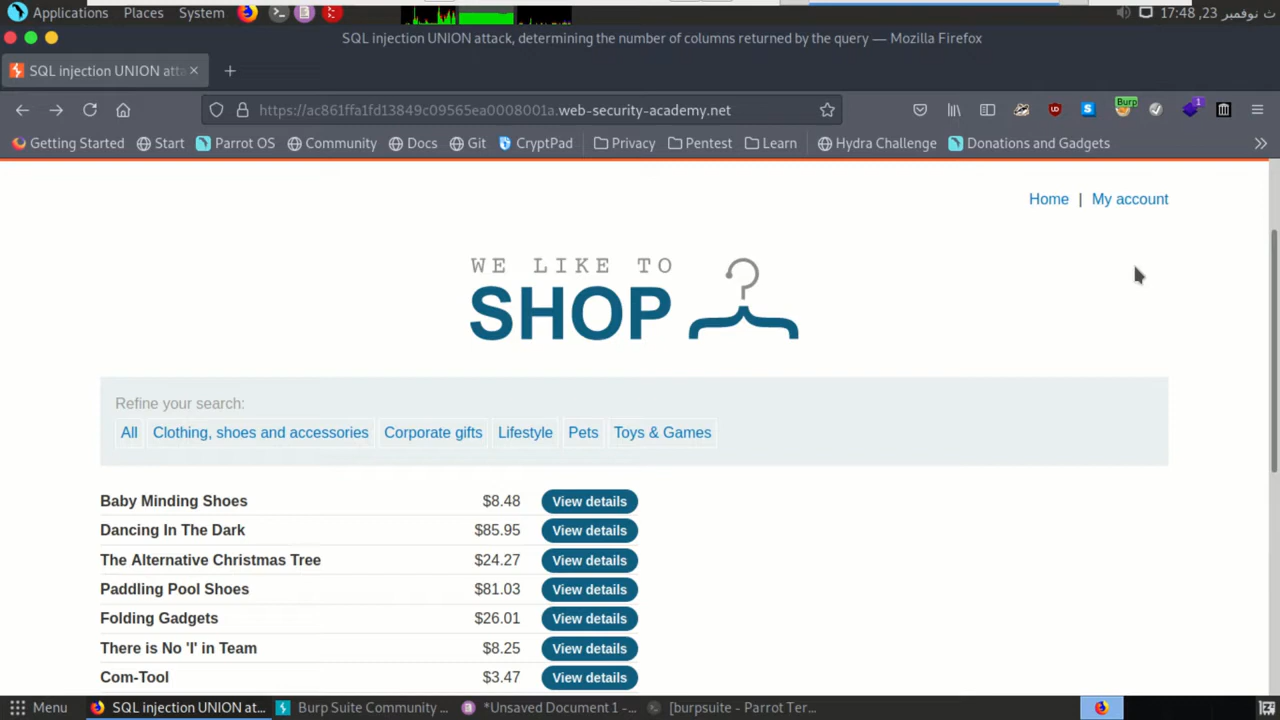 Applications Places System ث نوفمبر 23, 17:48
SQL injection UNION attack, determining the number of columns returned by the query — Mozilla Firefox
SQL injection UNION atta
https://ac861ffa1fd13849c09565ea0008001a.web-security-academy.net
Burp
1
Getting Started Start Parrot OS Community Docs Git CryptPad Privacy Pentest Learn Hydra Challenge Donations and Gadgets
Home | My account
WE LIKE TO
SHOP
Refine your search:
All Clothing, shoes and accessories Corporate gifts Lifestyle Pets Toys & Games
Baby Minding Shoes $8.48 View details
Dancing In The Dark $85.95 View details
The Alternative Christmas Tree $24.27 View details
Paddling Pool Shoes $81.03 View details
Folding Gadgets $26.01 View details
There is No 'I' in Team $8.25 View details
Com-Tool $3.47 View details
Menu SQL injection UNION at... Burp Suite Community ... *Unsaved Document 1 -... [burpsuite - Parrot Ter...